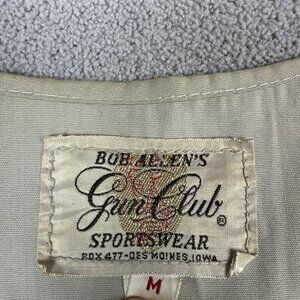 BOB ALLEN'S
Gun Club®
SPORTSWEAR
BOX 477-DES MOINES, IOWA
M